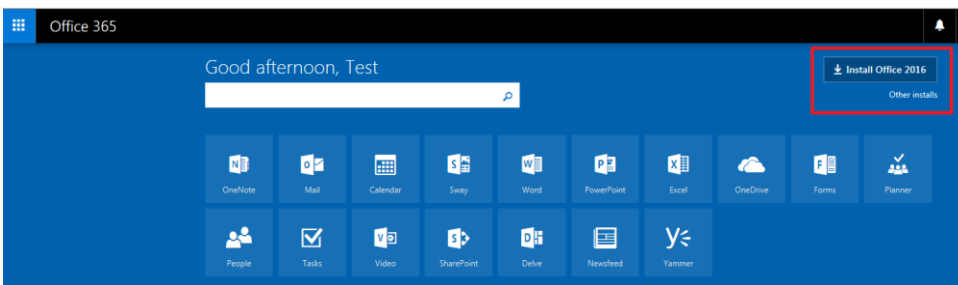 Office 365
Good afternoon, Test
Install Office 2016
Other installs
OneNote Mail Calendar Sway Word PowerPoint Excel OneDrive Forms Planner
People Tasks Video SharePoint Delve Newsfeed Yammer